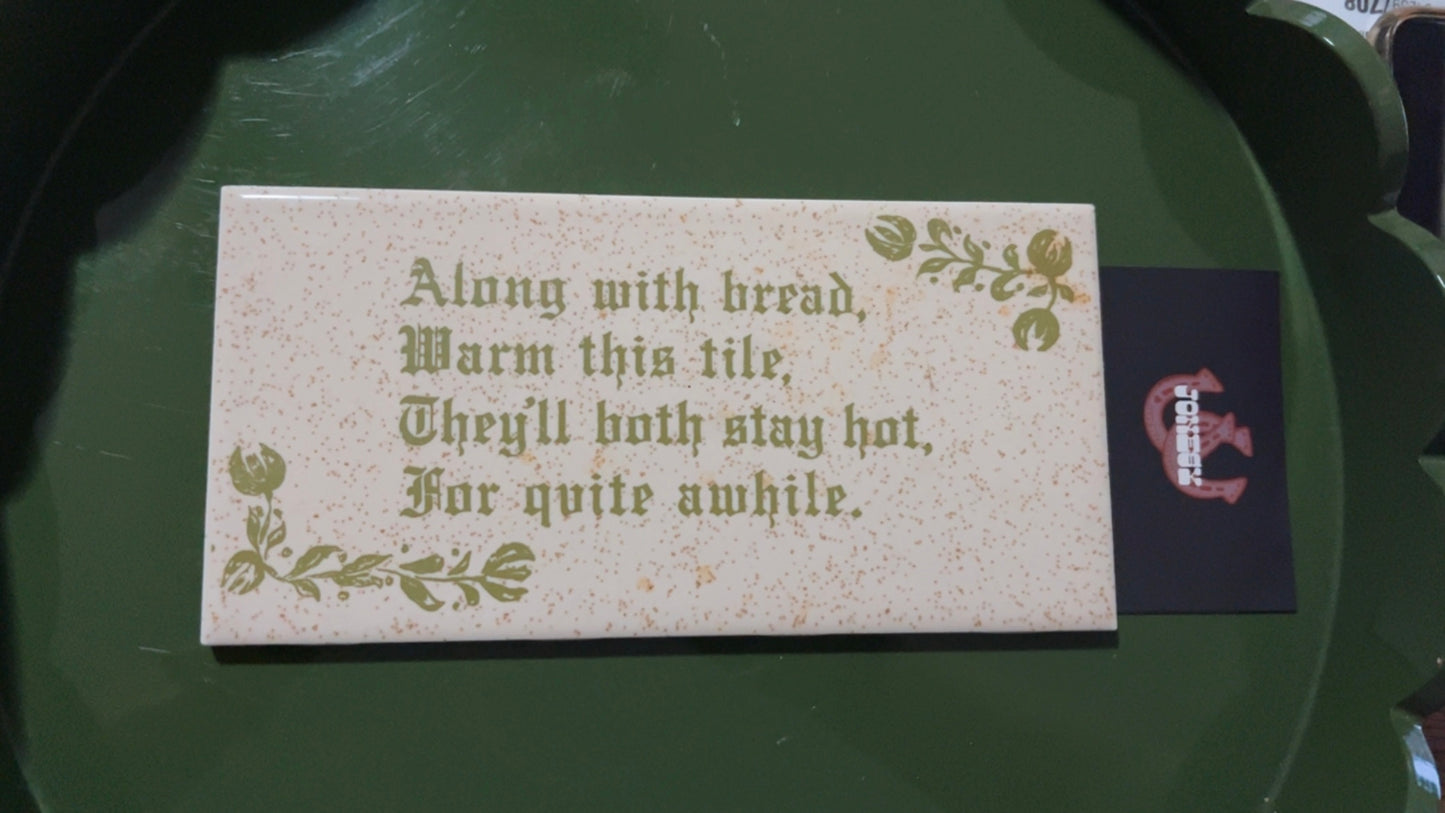 Along with bread,
Warm this tile,
They'll both stay hot,
For quite awhile.